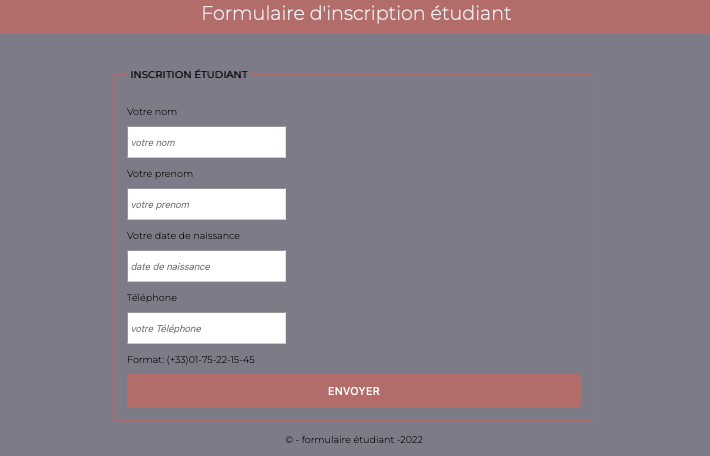 Formulaire d'inscription étudiant
INSCRITION ÉTUDIANT
Votre nom
votre nom
Votre prenom
votre prenom
Votre date de naissance
date de naissance
Téléphone
votre Téléphone
Format: (+33)01-75-22-15-45
ENVOYER
© - formulaire étudiant -2022